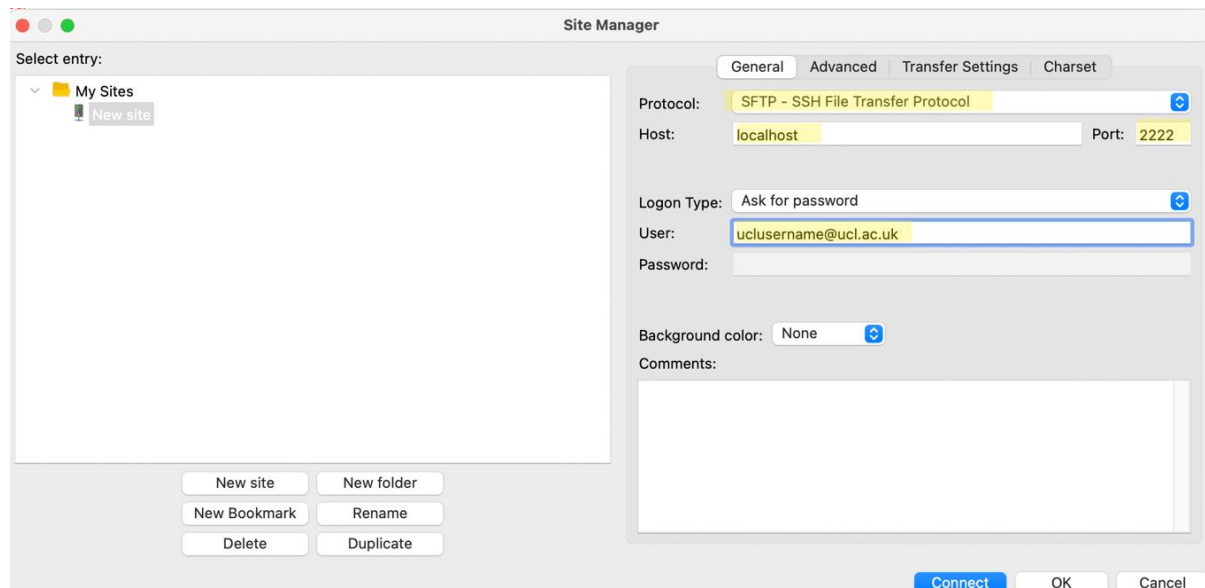 Site Manager
Select entry:
My Sites
New site
New site
New folder
New Bookmark
Rename
Delete
Duplicate
General
Advanced
Transfer Settings
Charset
Protocol:
SFTP - SSH File Transfer Protocol
Host:
localhost
Port:
2222
Logon Type:
Ask for password
User:
uclusername@ucl.ac.uk
Password:
Background color:
None
Comments:
Connect
OK
Cancel